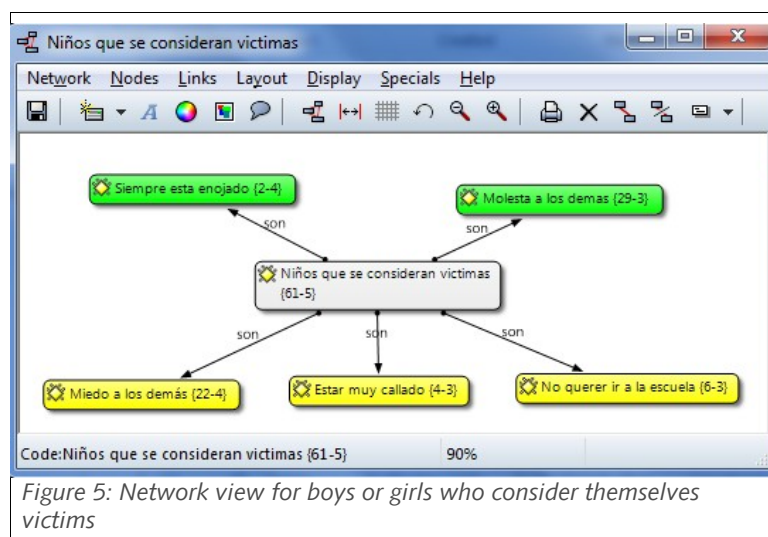 Niños que se consideran victimas
Network Nodes Links Layout Display Specials Help
Siempre esta enojado {2-4}
Molesta a los demas {29-3}
son
son
Niños que se consideran victimas
{61-5}
son
son
son
Miedo a los demás {22-4}
Estar muy callado {4-3}
No querer ir a la escuela {6-3}
Code:Niños que se consideran victimas {61-5} 90%
Figure 5: Network view for boys or girls who consider themselves
victims